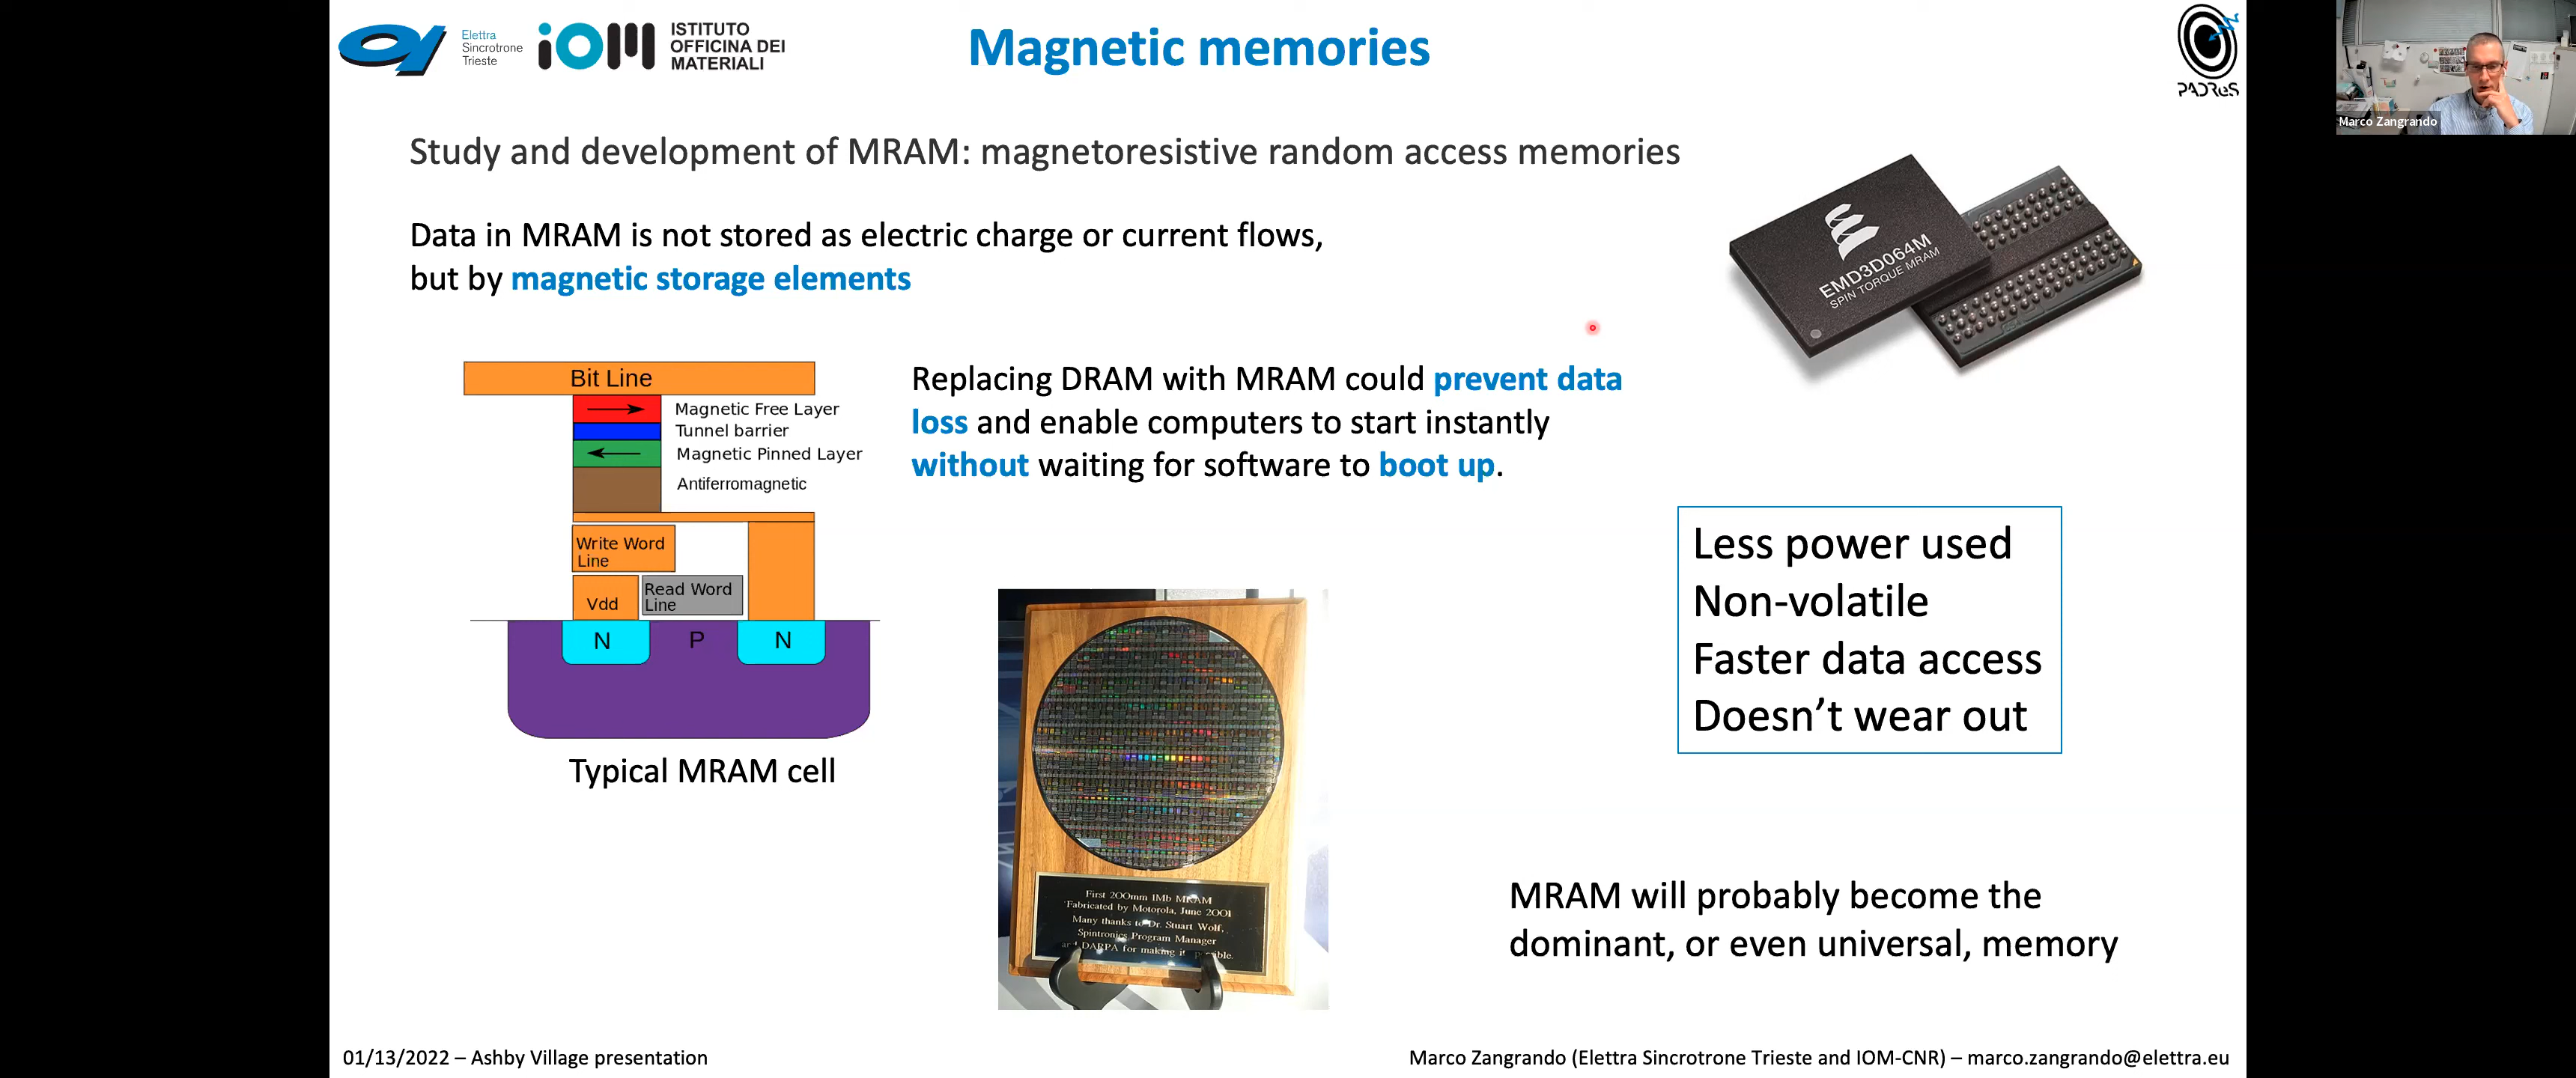 Elettra
Sincrotrone
Trieste
iOM
ISTITUTO
OFFICINA DEI
MATERIALI
Magnetic memories
PADReS
Marco Zangrando
Study and development of MRAM: magnetoresistive random access memories
Data in MRAM is not stored as electric charge or current flows,
but by magnetic storage elements
EMD3D064M
SPIN TORQUE MRAM
Bit Line
Magnetic Free Layer
Tunnel barrier
Magnetic Pinned Layer
Antiferromagnetic
Write Word
Line
Vdd
Read Word
Line
N
P
N
Typical MRAM cell
Replacing DRAM with MRAM could prevent data
loss and enable computers to start instantly
without waiting for software to boot up.
Less power used
Non-volatile
Faster data access
Doesn’t wear out
First 200mm 1Mb MRAM
Fabricated by Motorola, June 2001
Many thanks to Dr. Stuart Wolf,
Spintronics Program Manager
and DARPA for making it possible.
MRAM will probably become the
dominant, or even universal, memory
01/13/2022 – Ashby Village presentation
Marco Zangrando (Elettra Sincrotrone Trieste and IOM-CNR) – marco.zangrando@elettra.eu